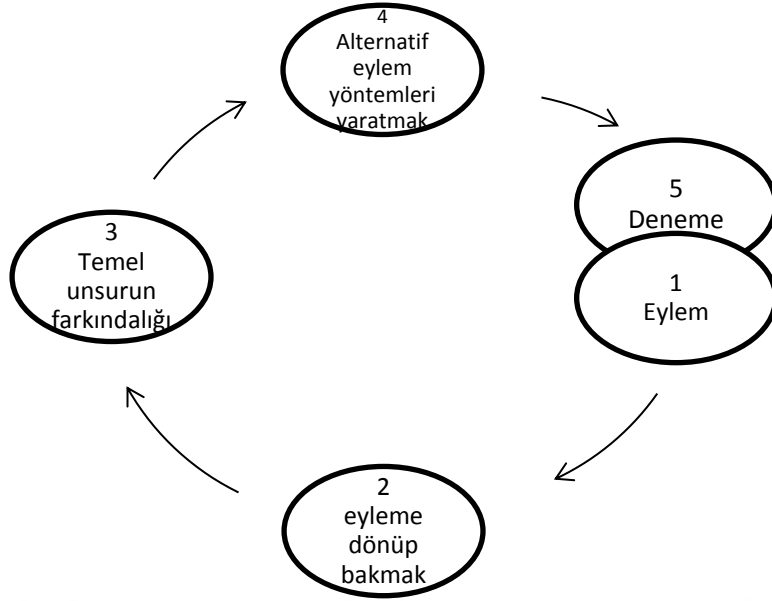 4
Alternatif
eylem
yöntemleri
yaratmak
5
Deneme
1
Eylem
3
Temel
unsurun
farkındalığı
2
eyleme
dönüp
bakmak